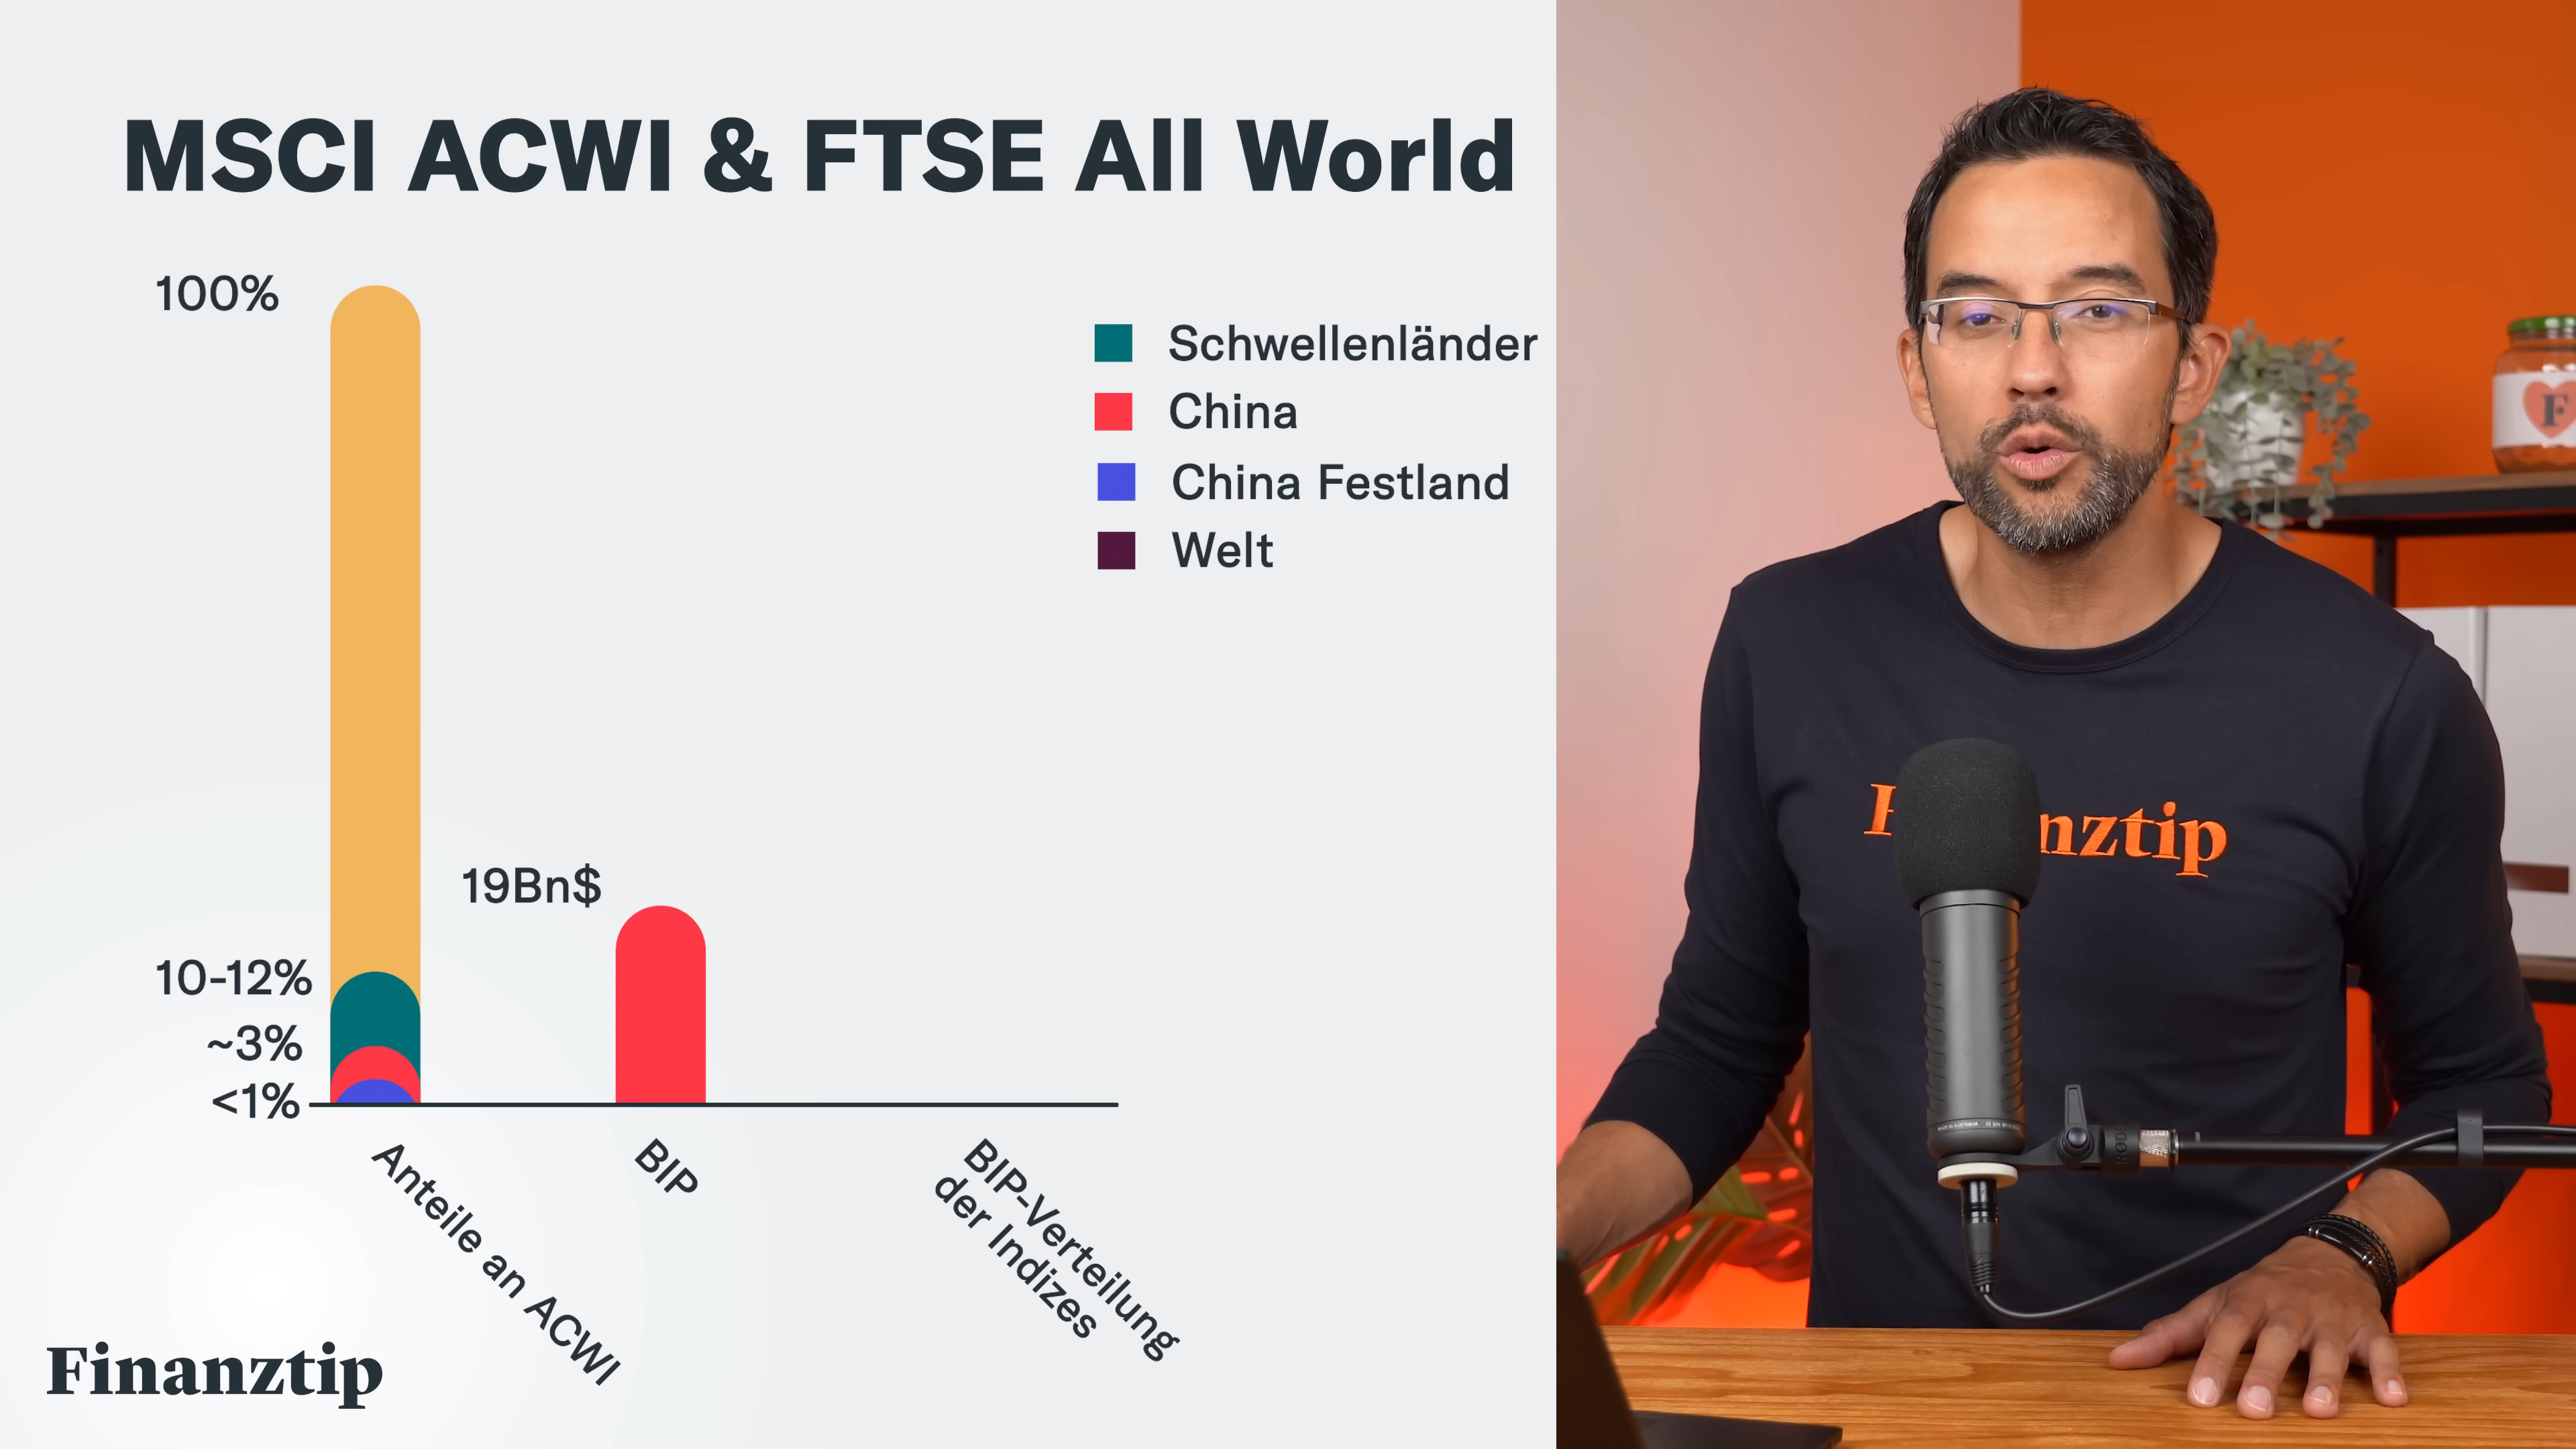 MSCI ACWI & FTSE All World
100%
Schwellenländer
China
China Festland
Welt
19Bn$
10-12%
~3%
<1%
Anteile an ACWI
BIP
BIP-Verteilung
der Indizes
Finanztip
F
nztip
RODE